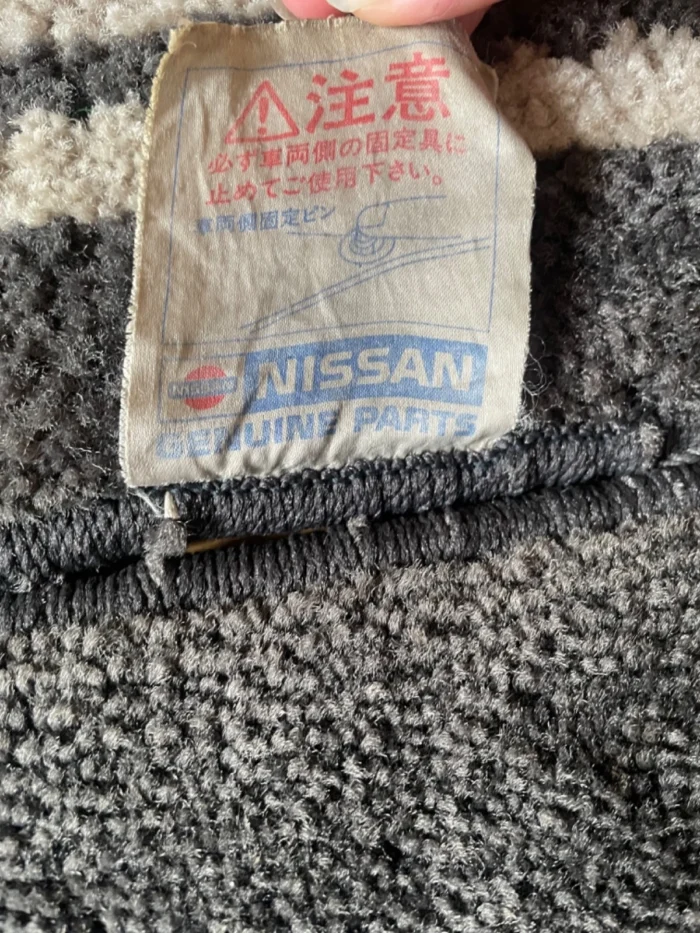 注意
必ず車両側の固定具に
止めてご使用下さい。
車両側固定ピン
NISSAN
NISSAN
GENUINE PARTS